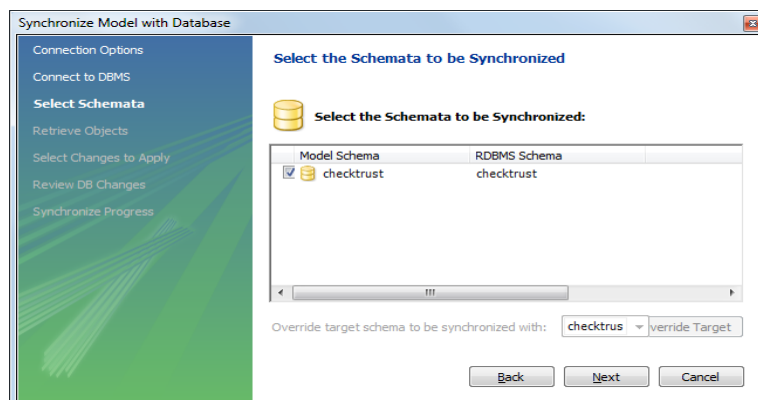 Synchronize Model with Database
Connection Options
Connect to DBMS
Select Schemata
Retrieve Objects
Select Changes to Apply
Review DB Changes
Synchronize Progress
Select the Schemata to be Synchronized
Select the Schemata to be Synchronized:
Model Schema RDBMS Schema
checktrust checktrust
Override target schema to be synchronized with: checktrus verride Target
Back Next Cancel